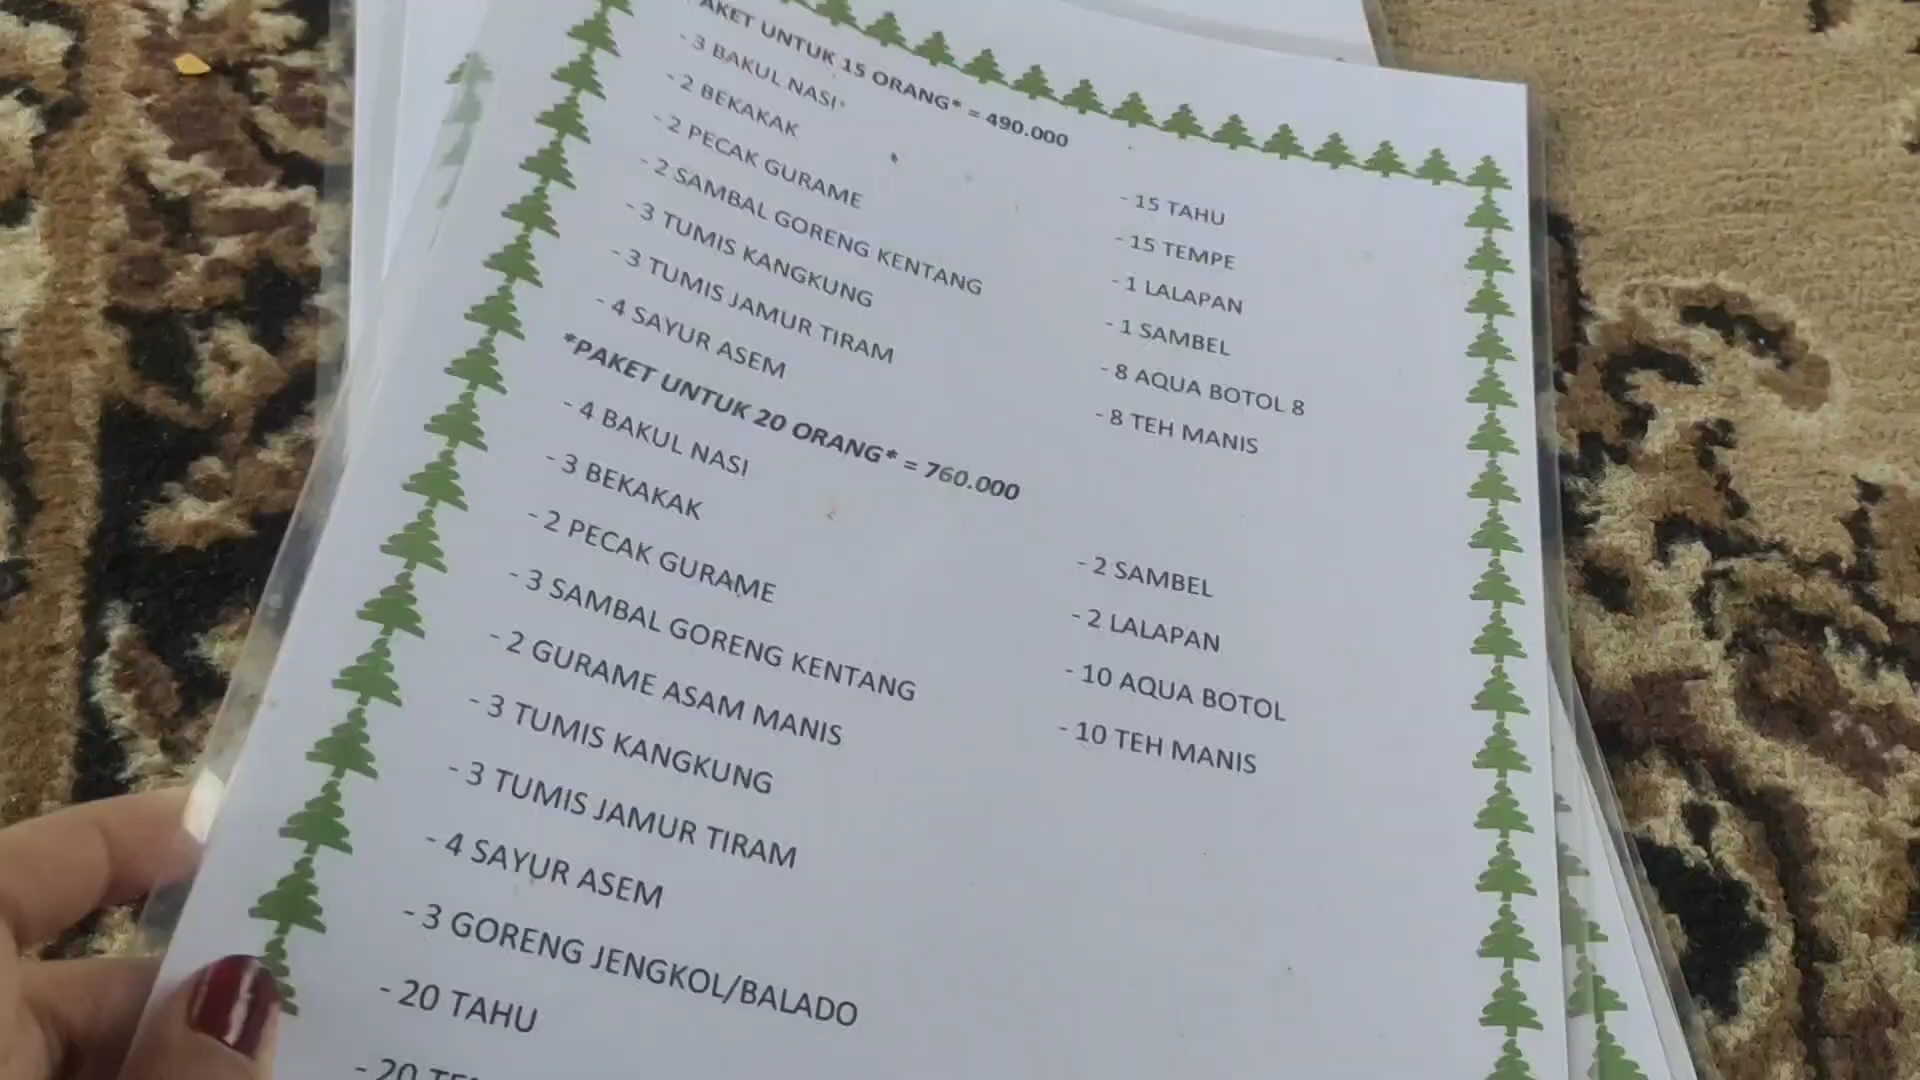 PAKET UNTUK 15 ORANG* = 490.000
- 3 BAKUL NASI
- 2 BEKAKAK
- 2 PECAK GURAME
- 2 SAMBAL GORENG KENTANG
- 3 TUMIS KANGKUNG
- 3 TUMIS JAMUR TIRAM
- 4 SAYUR ASEM
- 15 TAHU
- 15 TEMPE
- 1 LALAPAN
- 1 SAMBEL
- 8 AQUA BOTOL 8
- 8 TEH MANIS
*PAKET UNTUK 20 ORANG* = 760.000
- 4 BAKUL NASI
- 3 BEKAKAK
- 2 PECAK GURAME
- 3 SAMBAL GORENG KENTANG
- 2 GURAME ASAM MANIS
- 3 TUMIS KANGKUNG
- 3 TUMIS JAMUR TIRAM
- 4 SAYUR ASEM
- 3 GORENG JENGKOL/BALADO
- 20 TAHU
- 20
- 2 SAMBEL
- 2 LALAPAN
- 10 AQUA BOTOL
- 10 TEH MANIS